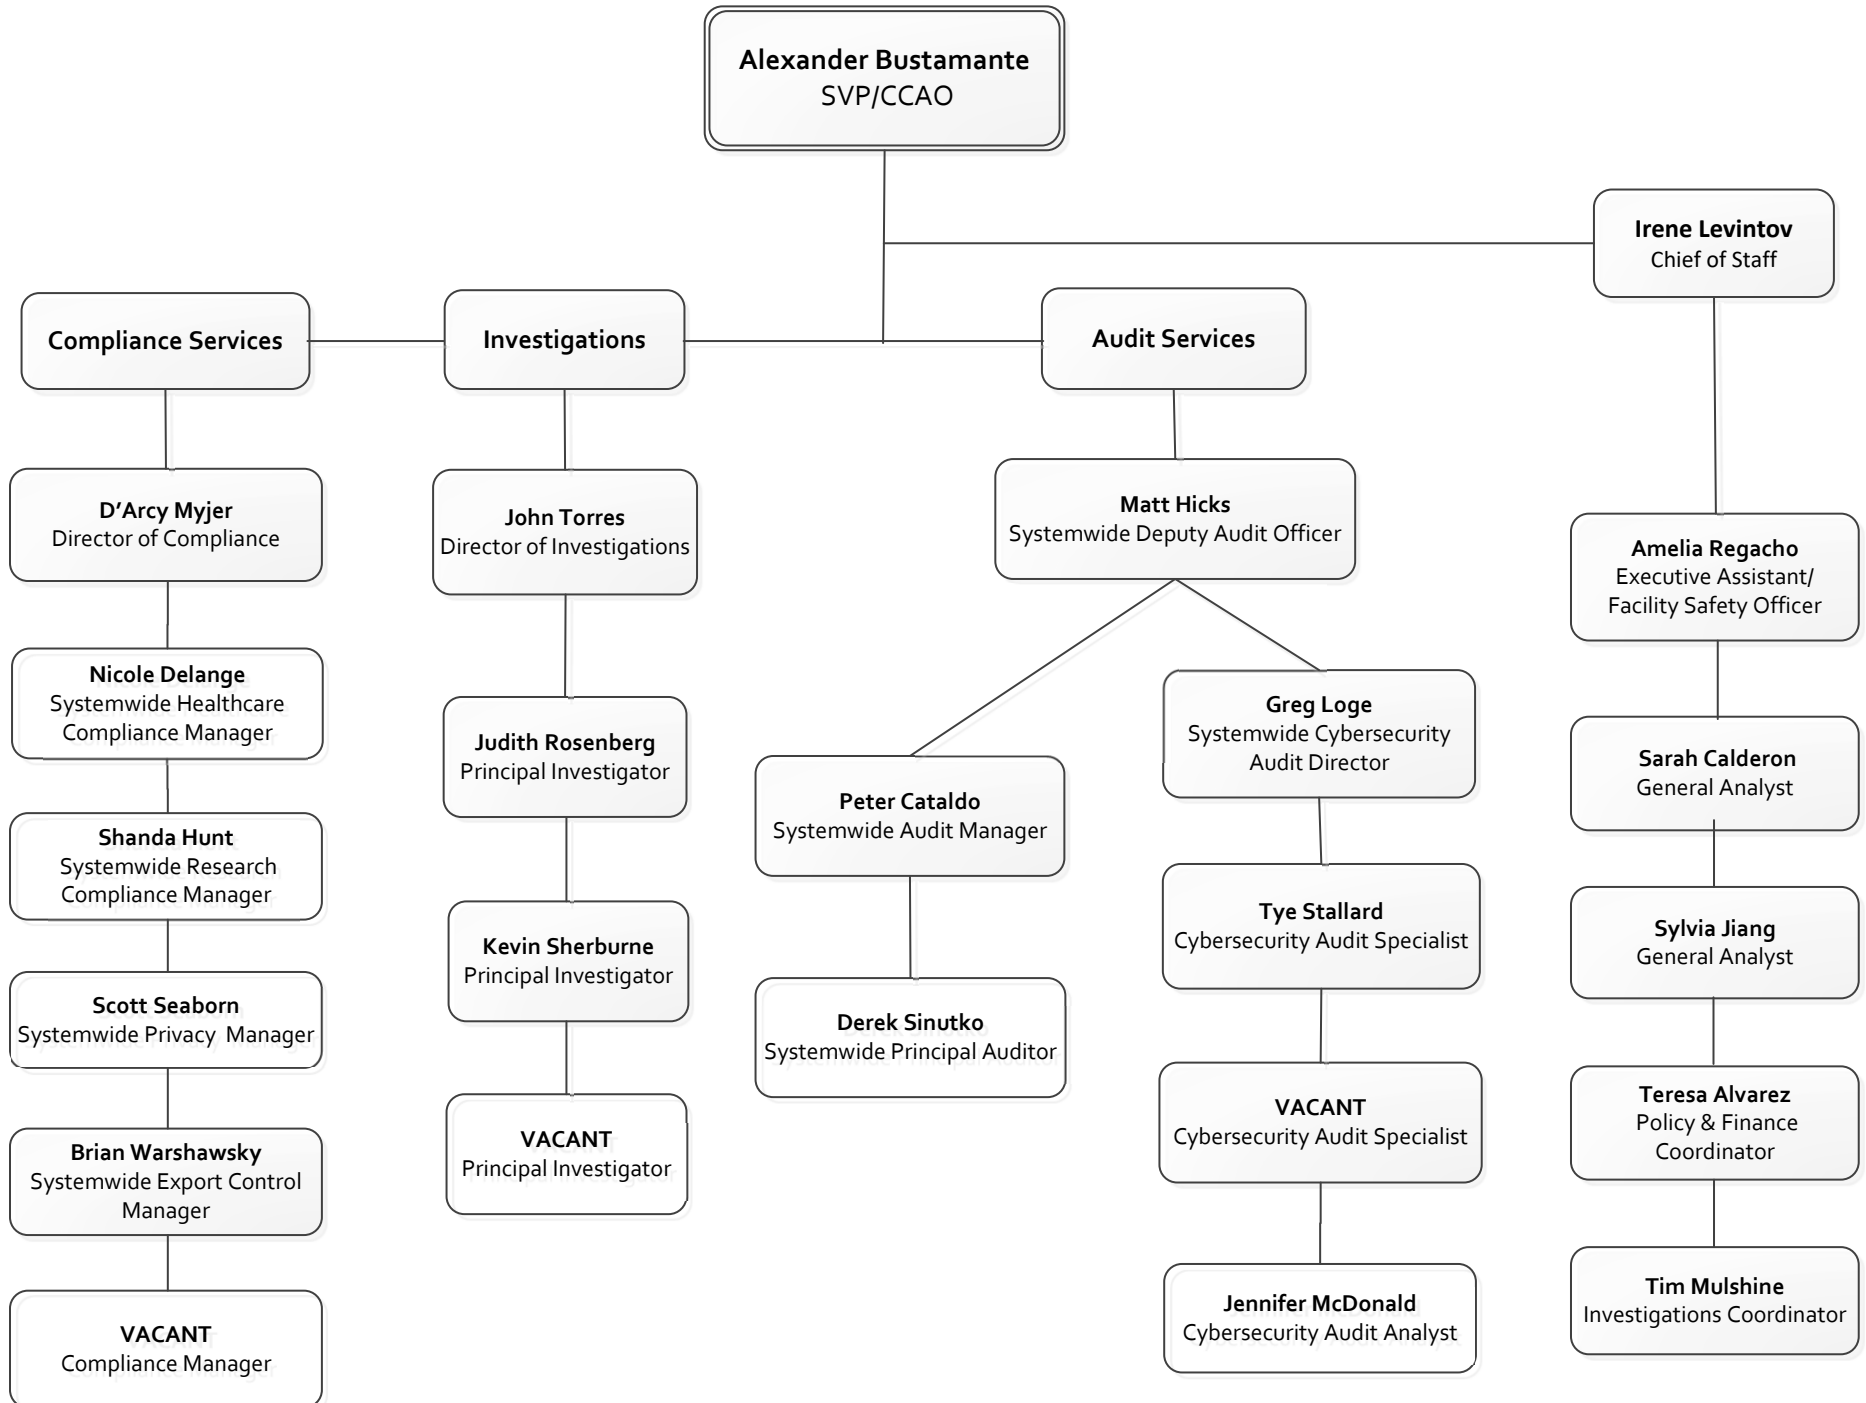 Alexander Bustamante
SVP/CCAO
Irene Levintov
Chief of Staff
Compliance Services
Investigations
Audit Services
D’Arcy Myjer
Director of Compliance
Nicole Delange
Systemwide Healthcare
Compliance Manager
Shanda Hunt
Systemwide Research
Compliance Manager
Scott Seaborn
Systemwide Privacy Manager
Brian Warshawsky
Systemwide Export Control
Manager
VACANT
Compliance Manager
John Torres
Director of Investigations
Judith Rosenberg
Principal Investigator
Kevin Sherburne
Principal Investigator
VACANT
Principal Investigator
Matt Hicks
Systemwide Deputy Audit Officer
Peter Cataldo
Systemwide Audit Manager
Derek Sinutko
Systemwide Principal Auditor
Greg Loge
Systemwide Cybersecurity
Audit Director
Tye Stallard
Cybersecurity Audit Specialist
VACANT
Cybersecurity Audit Specialist
Jennifer McDonald
Cybersecurity Audit Analyst
Amelia Regacho
Executive Assistant/
Facility Safety Officer
Sarah Calderon
General Analyst
Sylvia Jiang
General Analyst
Teresa Alvarez
Policy & Finance
Coordinator
Tim Mulshine
Investigations Coordinator